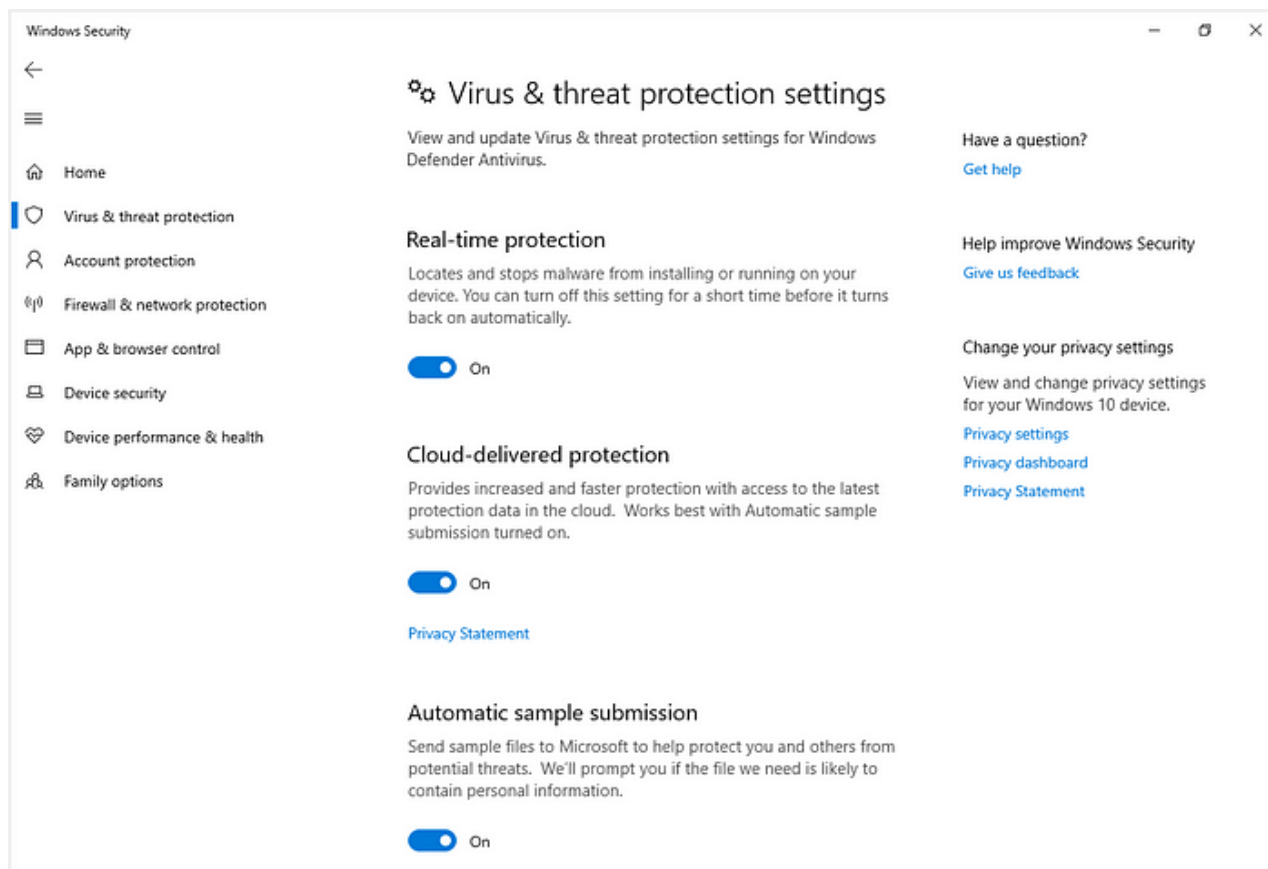 Windows Security
Home
Virus & threat protection
Account protection
Firewall & network protection
App & browser control
Device security
Device performance & health
Family options
Virus & threat protection settings
View and update Virus & threat protection settings for Windows
Defender Antivirus.
Real-time protection
Locates and stops malware from installing or running on your
device. You can turn off this setting for a short time before it turns
back on automatically.
On
Cloud-delivered protection
Provides increased and faster protection with access to the latest
protection data in the cloud. Works best with Automatic sample
submission turned on.
On
Privacy Statement
Automatic sample submission
Send sample files to Microsoft to help protect you and others from
potential threats. We'll prompt you if the file we need is likely to
contain personal information.
On
Have a question?
Get help
Help improve Windows Security
Give us feedback
Change your privacy settings
View and change privacy settings
for your Windows 10 device.
Privacy settings
Privacy dashboard
Privacy Statement